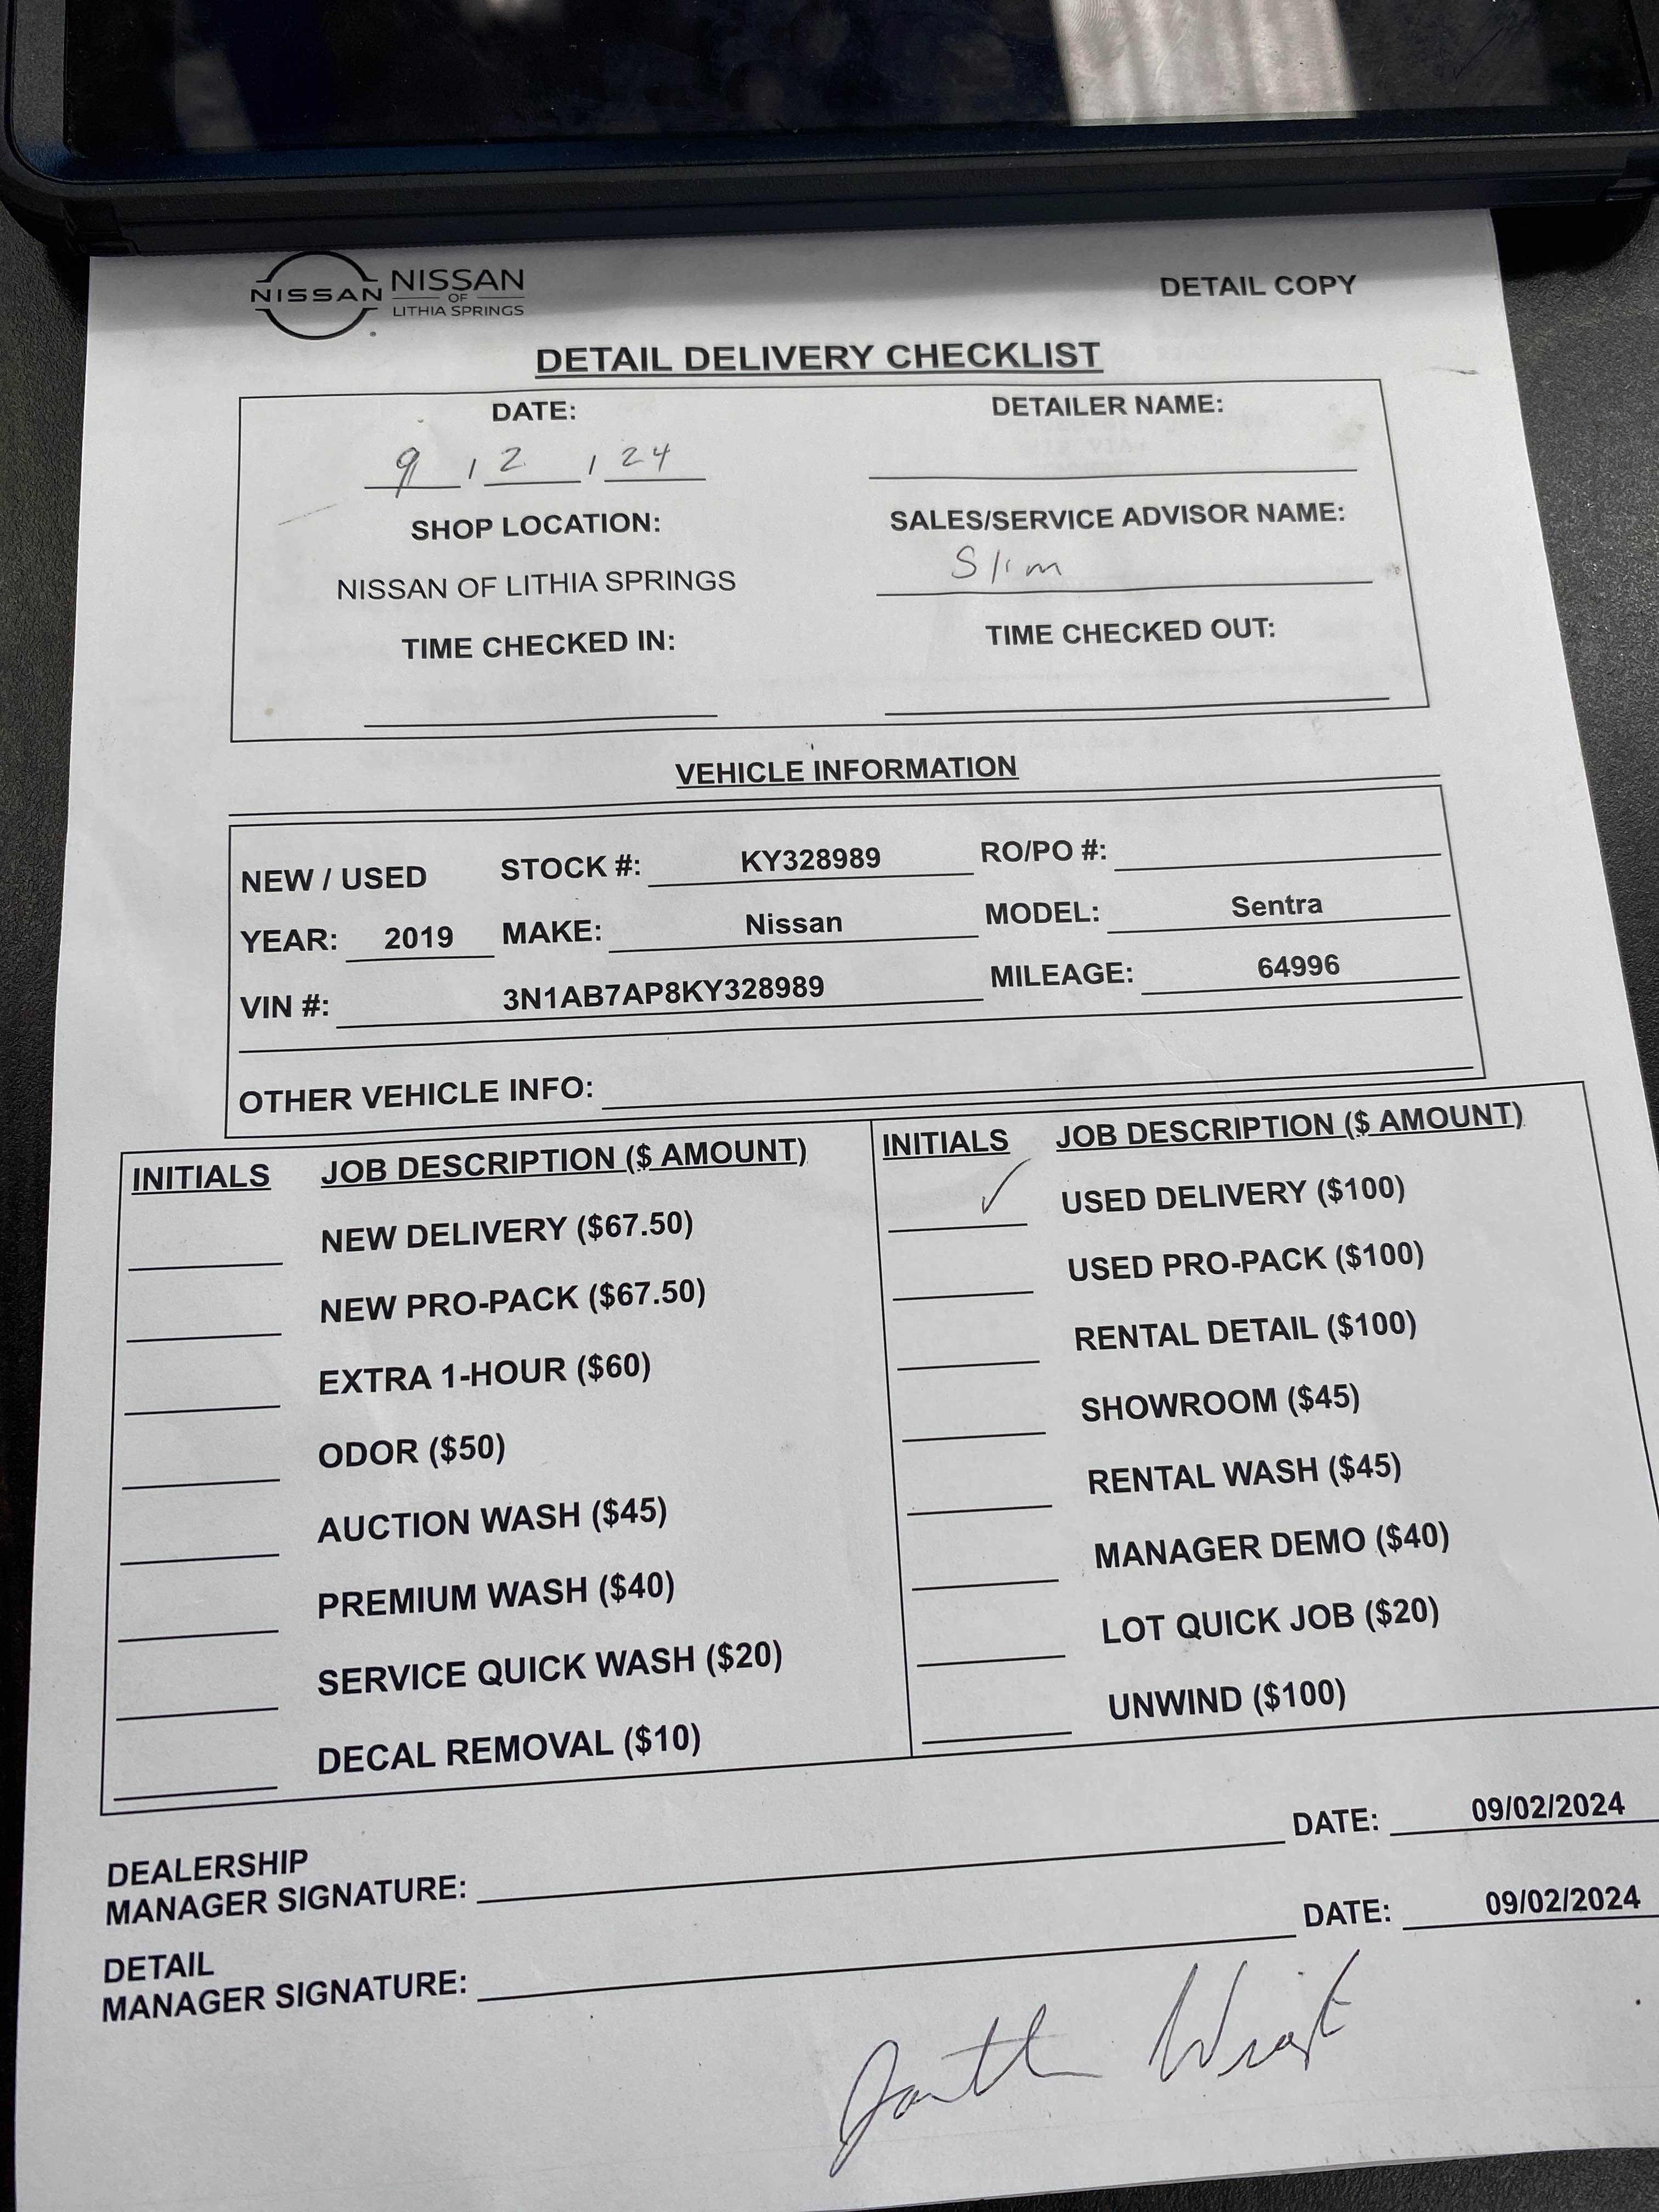 NISSAN NISSAN
OF
LITHIA SPRINGS
DETAIL COPY
DETAIL DELIVERY CHECKLIST
DATE: DETAILER NAME:
9 / 2 / 24
SHOP LOCATION: SALES/SERVICE ADVISOR NAME:
NISSAN OF LITHIA SPRINGS Slim
TIME CHECKED IN: TIME CHECKED OUT:
VEHICLE INFORMATION
NEW / USED STOCK #: KY328989 RO/PO #:
YEAR: 2019 MAKE: Nissan MODEL: Sentra
VIN #: 3N1AB7AP8KY328989 MILEAGE: 64996
OTHER VEHICLE INFO:
INITIALS JOB DESCRIPTION ($ AMOUNT)
NEW DELIVERY ($67.50)
NEW PRO-PACK ($67.50)
EXTRA 1-HOUR ($60)
ODOR ($50)
AUCTION WASH ($45)
PREMIUM WASH ($40)
SERVICE QUICK WASH ($20)
DECAL REMOVAL ($10)
INITIALS JOB DESCRIPTION ($ AMOUNT)
✓ USED DELIVERY ($100)
USED PRO-PACK ($100)
RENTAL DETAIL ($100)
SHOWROOM ($45)
RENTAL WASH ($45)
MANAGER DEMO ($40)
LOT QUICK JOB ($20)
UNWIND ($100)
DEALERSHIP
MANAGER SIGNATURE: DATE: 09/02/2024
DETAIL
MANAGER SIGNATURE: DATE: 09/02/2024